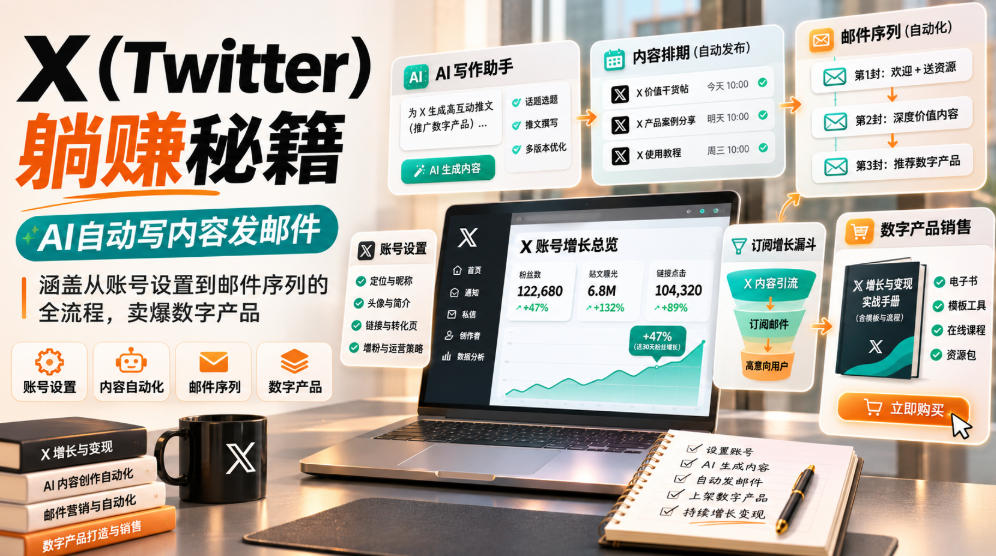 X(Twitter)
躺赚秘籍
AI自动写内容发邮件
涵盖从账号设置到邮件序列的
全流程，卖爆数字产品
账号设置
内容自动化
邮件序列
数字产品
X 增长与变现
AI 内容创作自动化
邮件营销与自动化
数字产品打造与销售
X
AI
AI 写作助手
为 X 生成高互动推文
（推广数字产品）...
AI 生成内容
话题选题
推文撰写
多版本优化
内容排期（自动发布）
X
X 价值干货帖
今天 10:00
X
X 产品案例分享
明天 10:00
X
X 使用教程
周三 10:00
邮件序列（自动化）
第1封：欢迎 + 送资源
第2封：深度价值内容
第3封：推荐数字产品
X
账号设置
定位与昵称
头像与简介
链接与转化页
增粉与运营策略
X
首页
通知
私信
创作者
数据分析
X 账号增长总览
粉丝数
122,680
+47%
贴文曝光
6.8M
+132%
链接点击
104,320
+89%
+47%
订阅增长漏斗
X 内容引流
订阅邮件
高意向用户
数字产品销售
X 增长与变现
实战手册
（含模板与流程）
X
电子书
模板工具
在线课程
资源包
立即购买
设置账号
AI 生成内容
自动发邮件
上架数字产品
持续增长变现